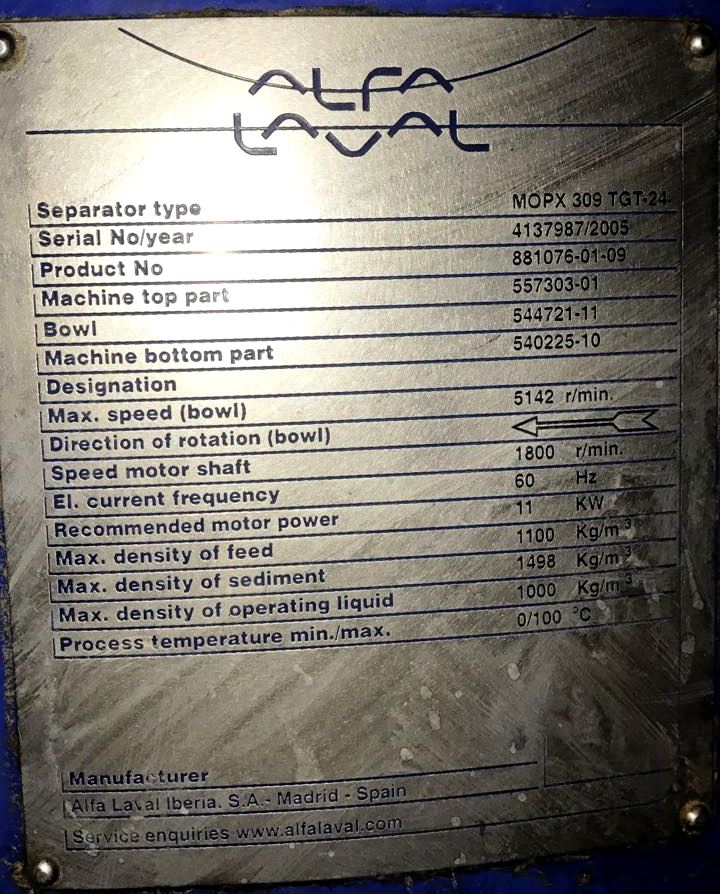 ALFA
LAVAL
Separator type MOPX 309 TGT-24
Serial No/year 4137987/2005
Product No 881076-01-09
Machine top part 557303-01
Bowl 544721-11
Machine bottom part 540225-10
Designation
Max. speed (bowl) 5142 r/min.
Direction of rotation (bowl)
Speed motor shaft 1800 r/min.
El. current frequency 60 Hz
Recommended motor power 11 KW
Max. density of feed 1100 Kg/m³
Max. density of sediment 1498 Kg/m³
Max. density of operating liquid 1000 Kg/m³
Process temperature min./max. 0/100 °C
Manufacturer
Alfa Laval Iberia. S.A.- Madrid - Spain
Service enquiries www.alfalaval.com